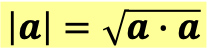 |𝒂| = √𝒂 · 𝒂